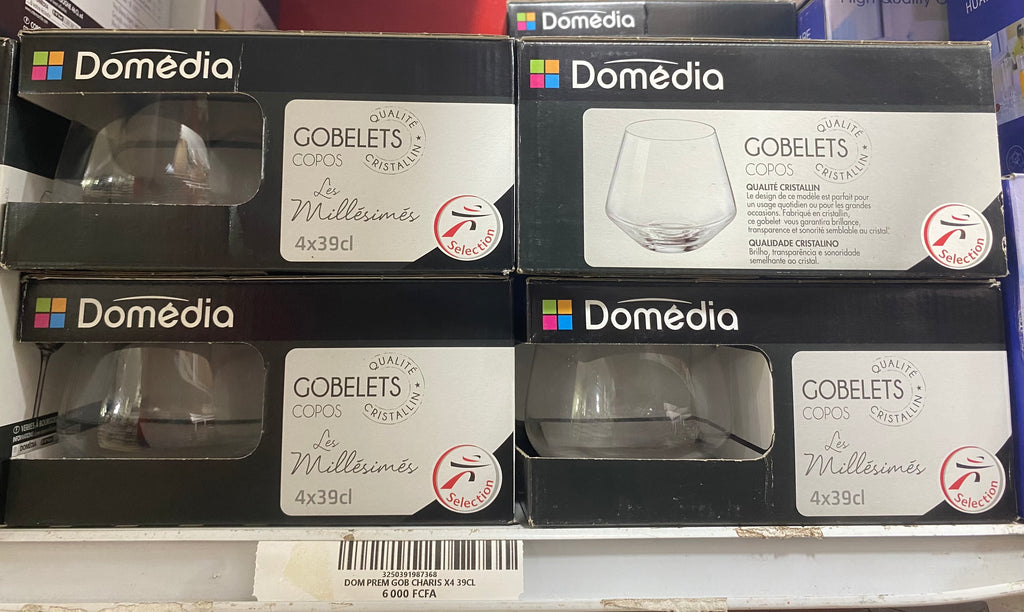 Domédia
High Quality
Domédia
GOBELETS
COPOS
QUALITÉ CRISTALLIN
Les
Millésimés
4x39cl
Selection
Domédia
GOBELETS
COPOS
QUALITÉ CRISTALLIN
QUALITÉ CRISTALLIN
Le design de ce modèle est parfait pour
un usage quotidien ou pour les grandes
occasions. Fabriqué en cristallin,
ce gobelet vous garantira brillance,
transparence et sonorité semblable au cristal.
QUALIDADE CRISTALINO
Brilho, transparência e sonoridade
semelhante ao cristal.
Selection
Domédia
GOBELETS
COPOS
QUALITÉ CRISTALLIN
Les
Millésimés
4x39cl
Selection
Domédia
GOBELETS
COPOS
QUALITÉ CRISTALLIN
Les
Millésimés
4x39cl
Selection
3250391987368
DOM PREM GOB CHARIS X4 39CL
6 000 FCFA